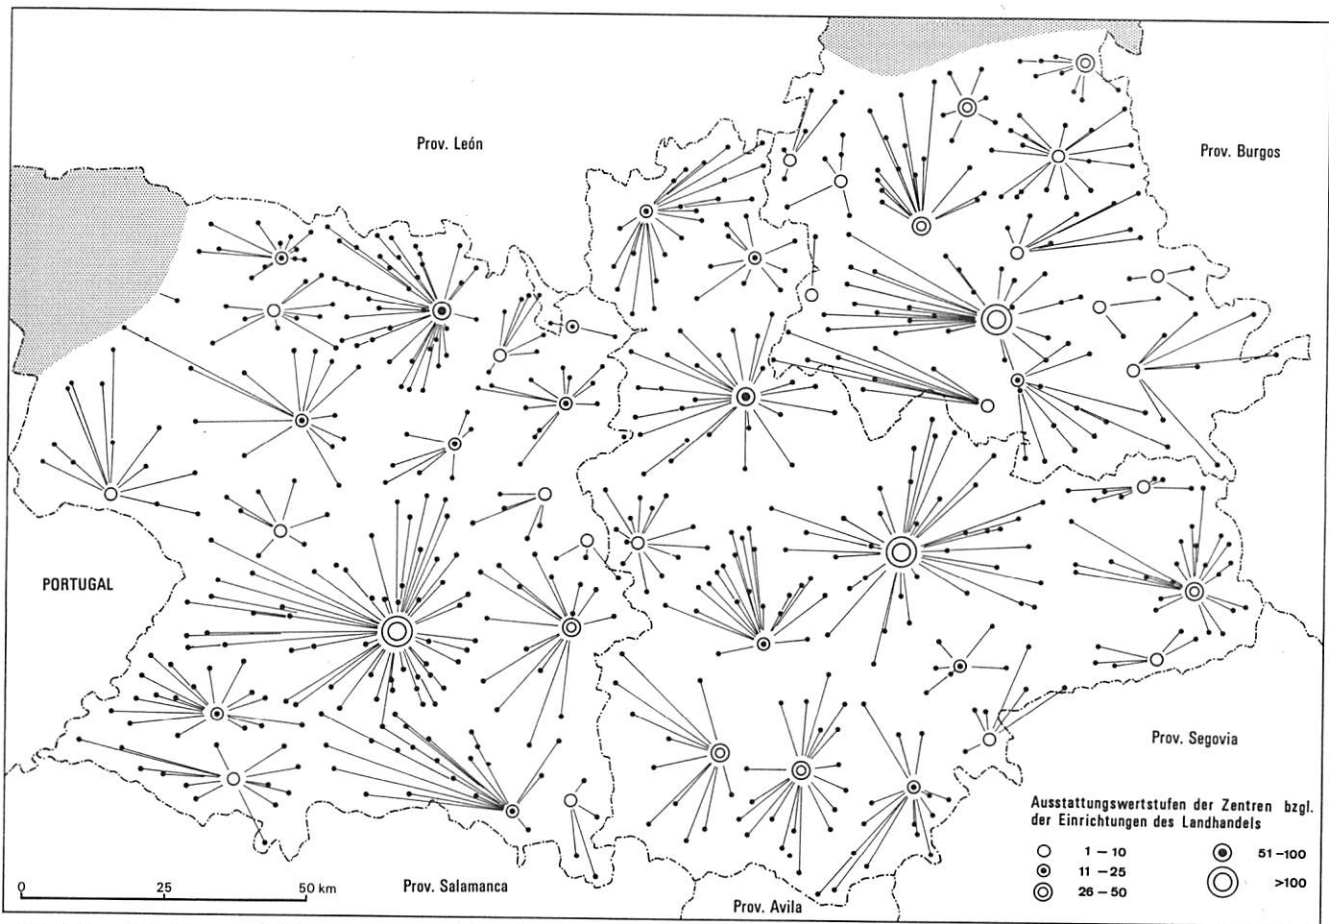 Prov. León
Prov. Burgos
PORTUGAL
Prov. Segovia
Prov. Salamanca
Prov. Avila
0 25 50 km
Ausstattungswertstufen der Zentren bzgl.
der Einrichtungen des Landhandels
1 – 10
11 – 25
26 – 50
51 – 100
>100